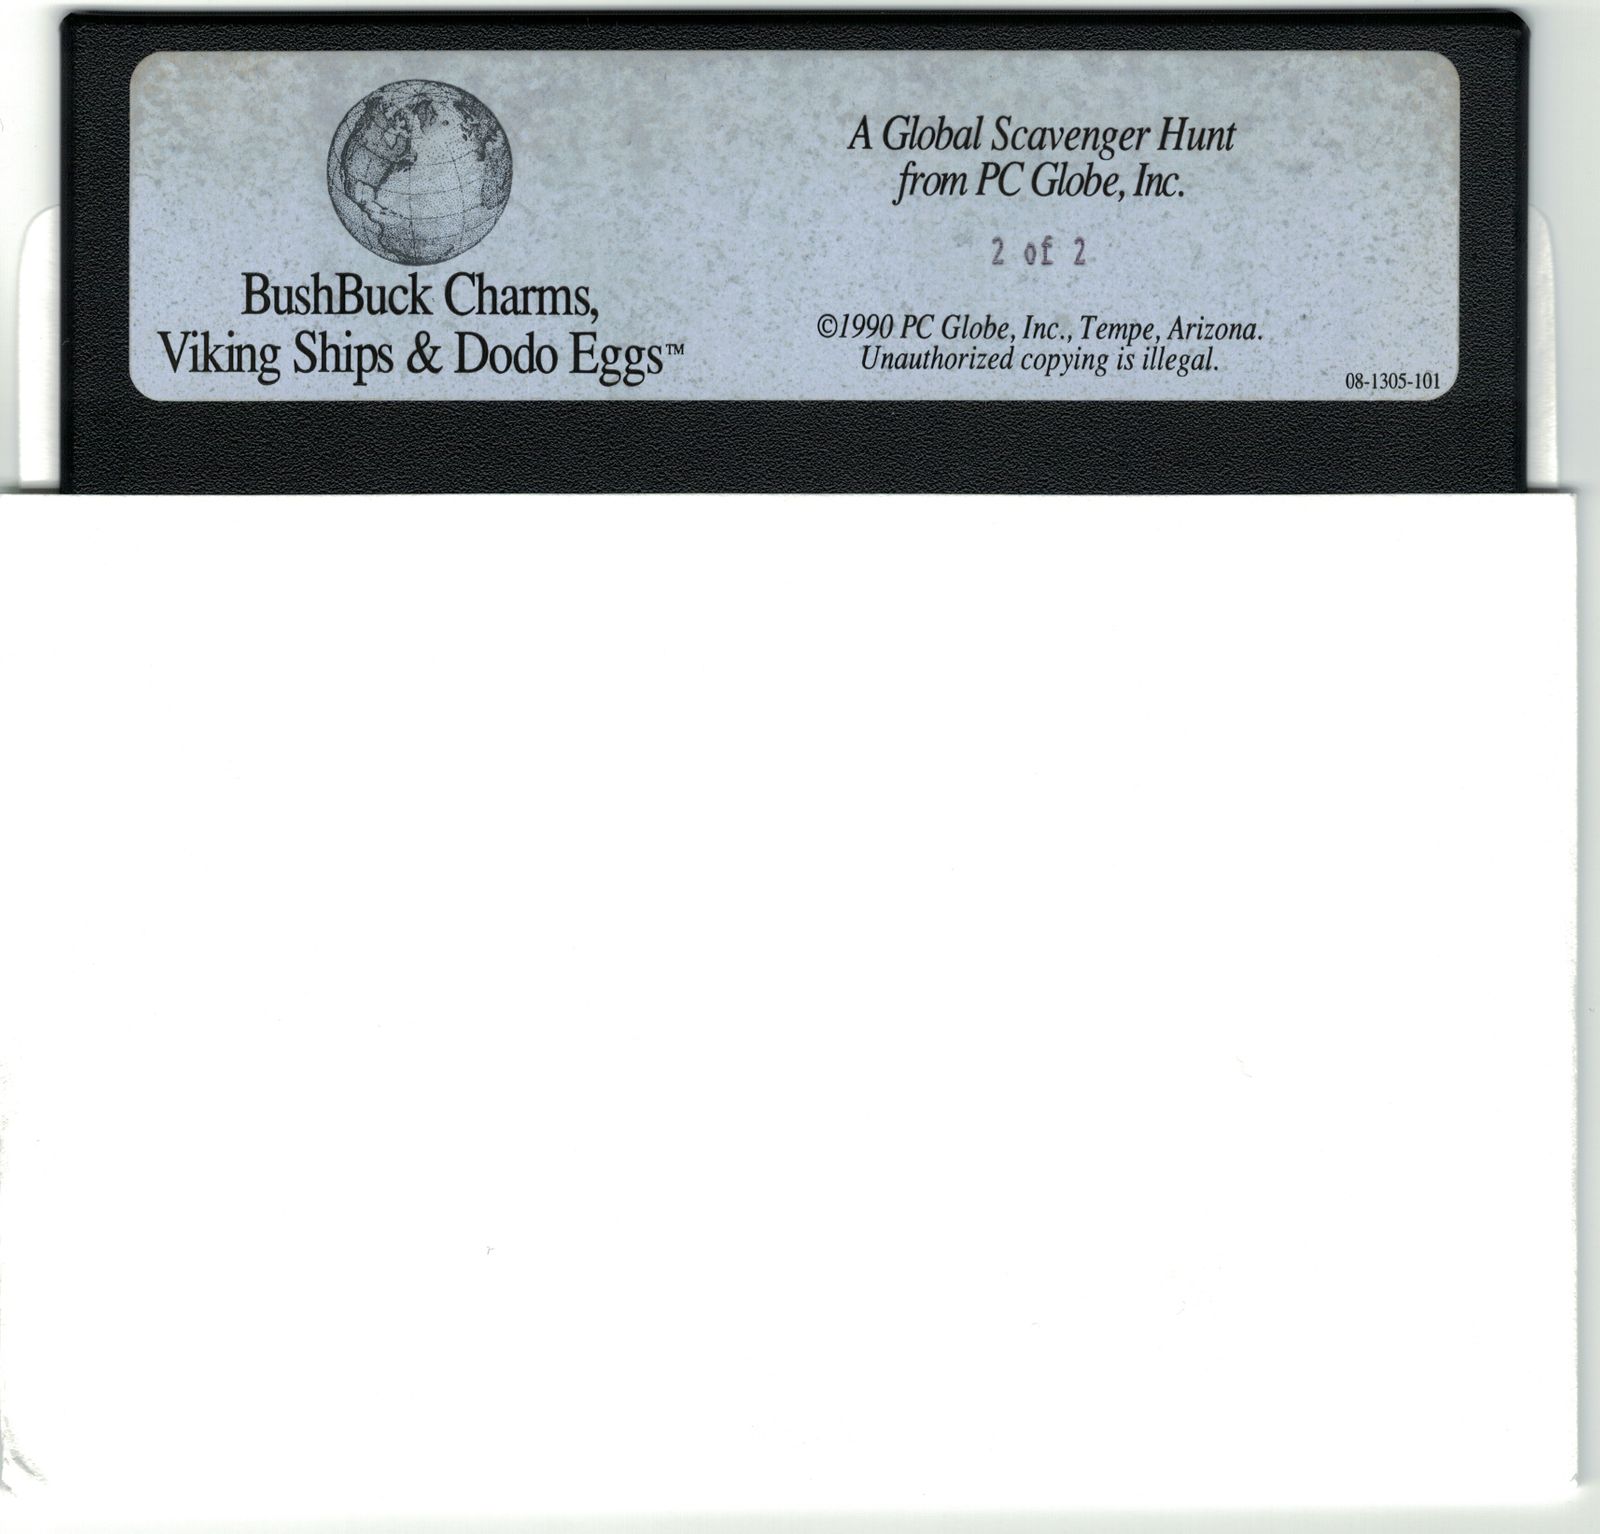 BushBuck Charms,
Viking Ships & Dodo Eggs™
A Global Scavenger Hunt
from PC Globe, Inc.
2 of 2
©1990 PC Globe, Inc., Tempe, Arizona.
Unauthorized copying is illegal.
08-1305-101